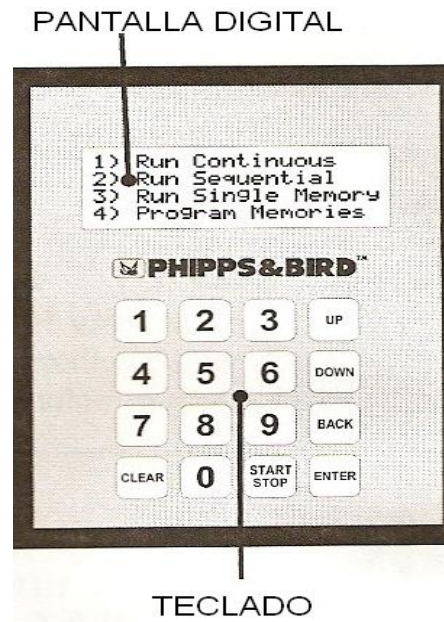 PANTALLA DIGITAL
1) Run Continuous
2) Run Sequential
3) Run Single Memory
4) Program Memories
PHIPPS&BIRD™
1 2 3 UP
4 5 6 DOWN
7 8 9 BACK
CLEAR 0 START STOP ENTER
TECLADO